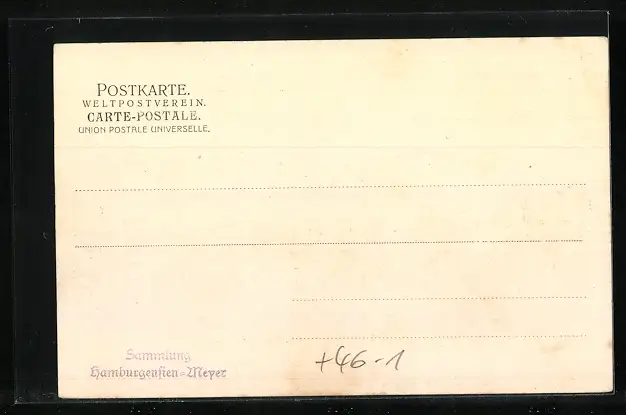 POSTKARTE.
WELTPOSTVEREIN.
CARTE-POSTALE.
UNION POSTALE UNIVERSELLE.
Sammlung
Hamburgensien=Meyer
+46-1